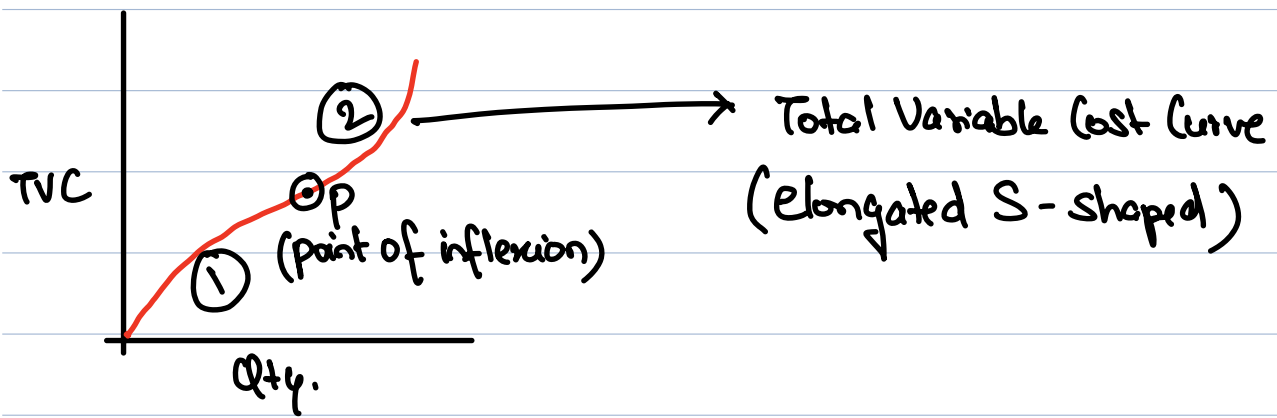 ②
Total Variable Cost Curve
TVC
P
(Elongated S-shaped)
(point of inflexion)
①
Qty.